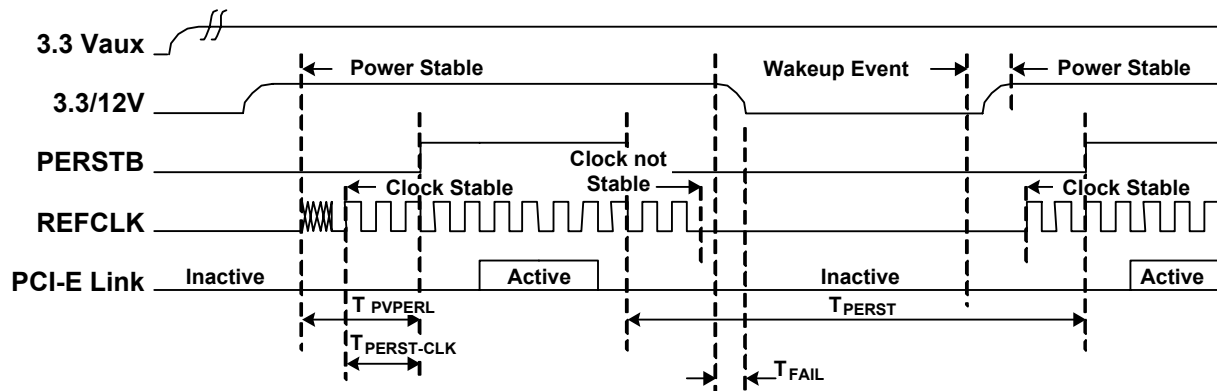 3.3 Vaux
Power Stable
Wakeup Event
Power Stable
3.3/12V
PERSTB
Clock not
Stable
Clock Stable
Clock Stable
REFCLK
PCI-E Link
Inactive
Active
Inactive
Active
T PVPERL
TPERST
TPERST-CLK
TFAIL